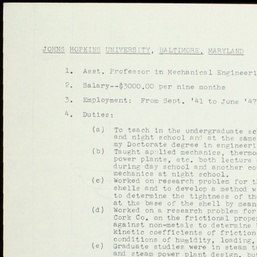 JOHNS HOPKINS UNIVERSITY, BALTIMORE, MARYLAND
1. Asst. Professor in Mechanical Engineeri
2. Salary--$3000.00 per nine months
3. Employment: From Sept. '41 to June '47
4. Duties:
(a) To teach in the undergraduate sc
and night school and at the same
my Doctorate degree in engineeri
(b) Taught applied mechanics, thermo
power plants, etc. both lecture
during day school and another co
mechanics at night school.
(c) Worked on research problem for t
shells and to develop a method w
to determine the tightness of th
at the base of the shell by mean
(d) Worked on a research problem for
Cork Co. on the frictional prope
against non-metals to determine
kinetic coefficients of friction
conditions of humidity, loading,
(e) Graduate studies were in steam t
and steam power plant design, bo